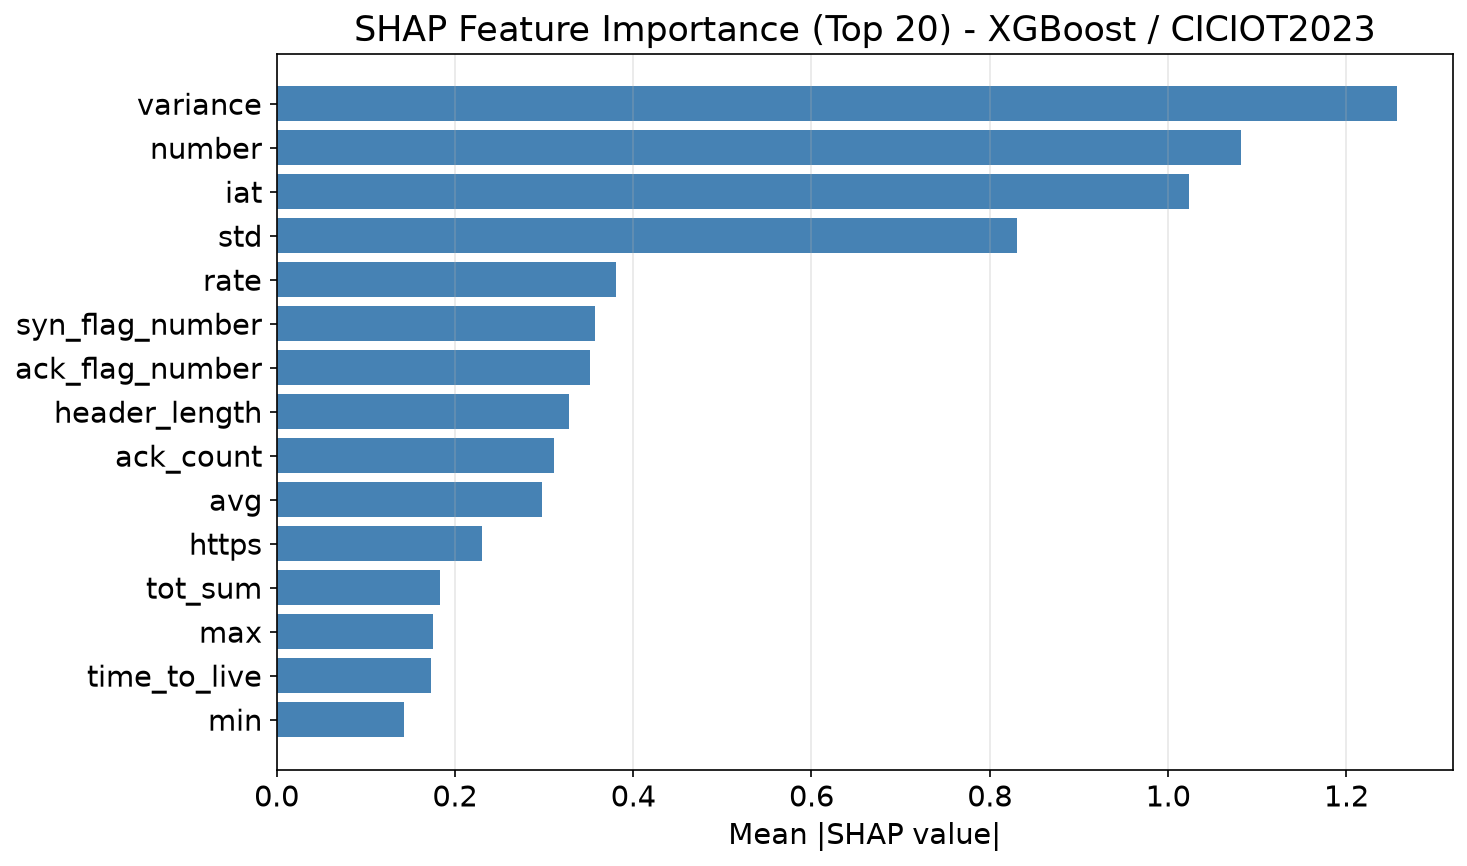 SHAP Feature Importance (Top 20) - XGBoost / CICIOT2023
variance
number
iat
std
rate
syn_flag_number
ack_flag_number
header_length
ack_count
avg
https
tot_sum
max
time_to_live
min
0.0 0.2 0.4 0.6 0.8 1.0 1.2
Mean |SHAP value|